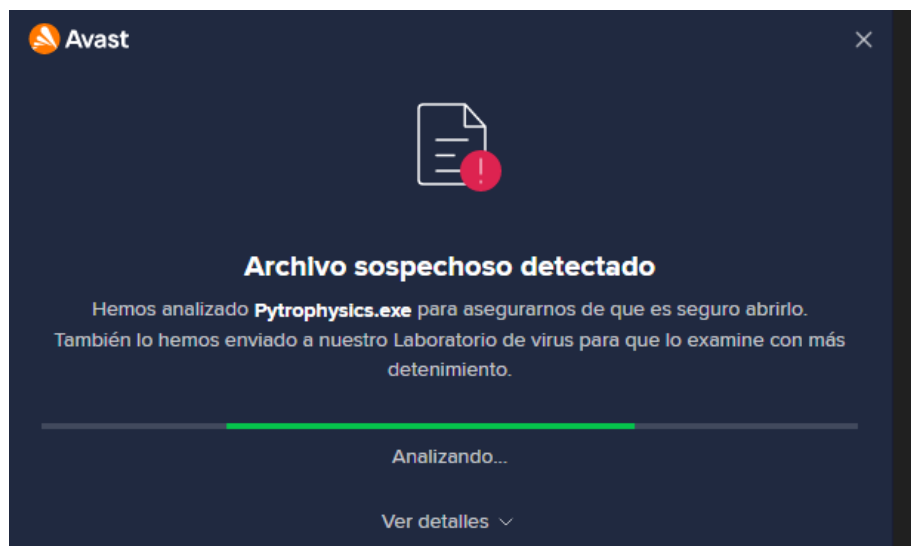 Avast
Archivo sospechoso detectado
Hemos analizado Pytrophysics.exe para asegurarnos de que es seguro abrirlo.
También lo hemos enviado a nuestro Laboratorio de virus para que lo examine con más
detenimiento.
Analizando...
Ver detalles